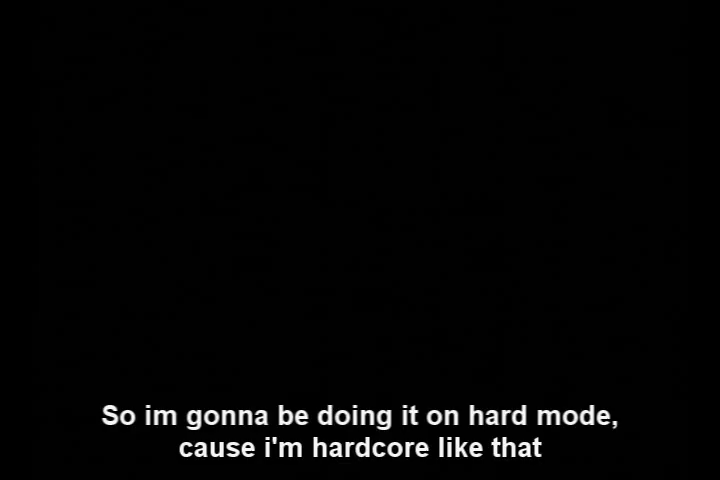 So im gonna be doing it on hard mode,
cause i'm hardcore like that